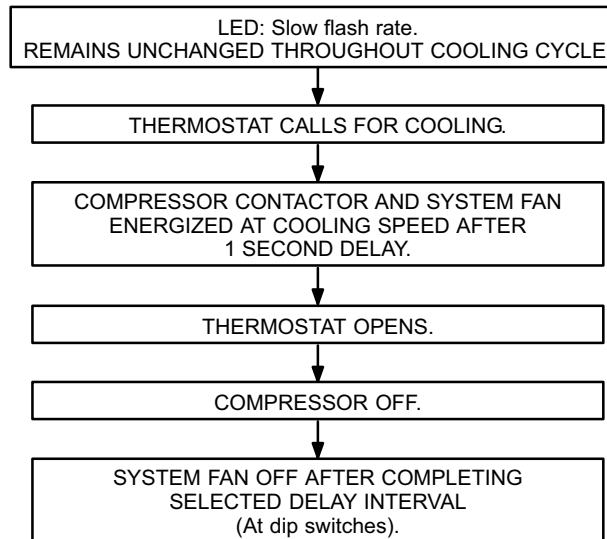 LED: Slow flash rate.
REMAINS UNCHANGED THROUGHOUT COOLING CYCLE
THERMOSTAT CALLS FOR COOLING.
COMPRESSOR CONTACTOR AND SYSTEM FAN
ENERGIZED AT COOLING SPEED AFTER
1 SECOND DELAY.
THERMOSTAT OPENS.
COMPRESSOR OFF.
SYSTEM FAN OFF AFTER COMPLETING
SELECTED DELAY INTERVAL
(At dip switches).